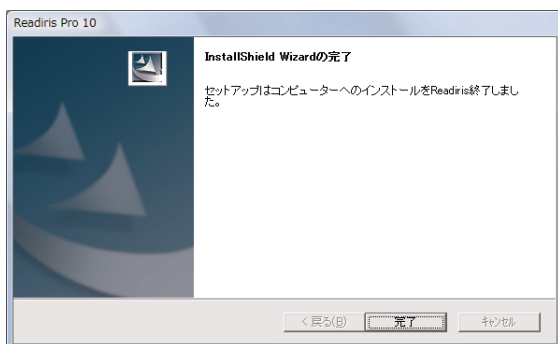 Readiris Pro 10
InstallShield Wizardの完了
セットアップはコンピューターへのインストールをReadiris終了しまし
た。
< 戻る(B)
完了
キャンセル